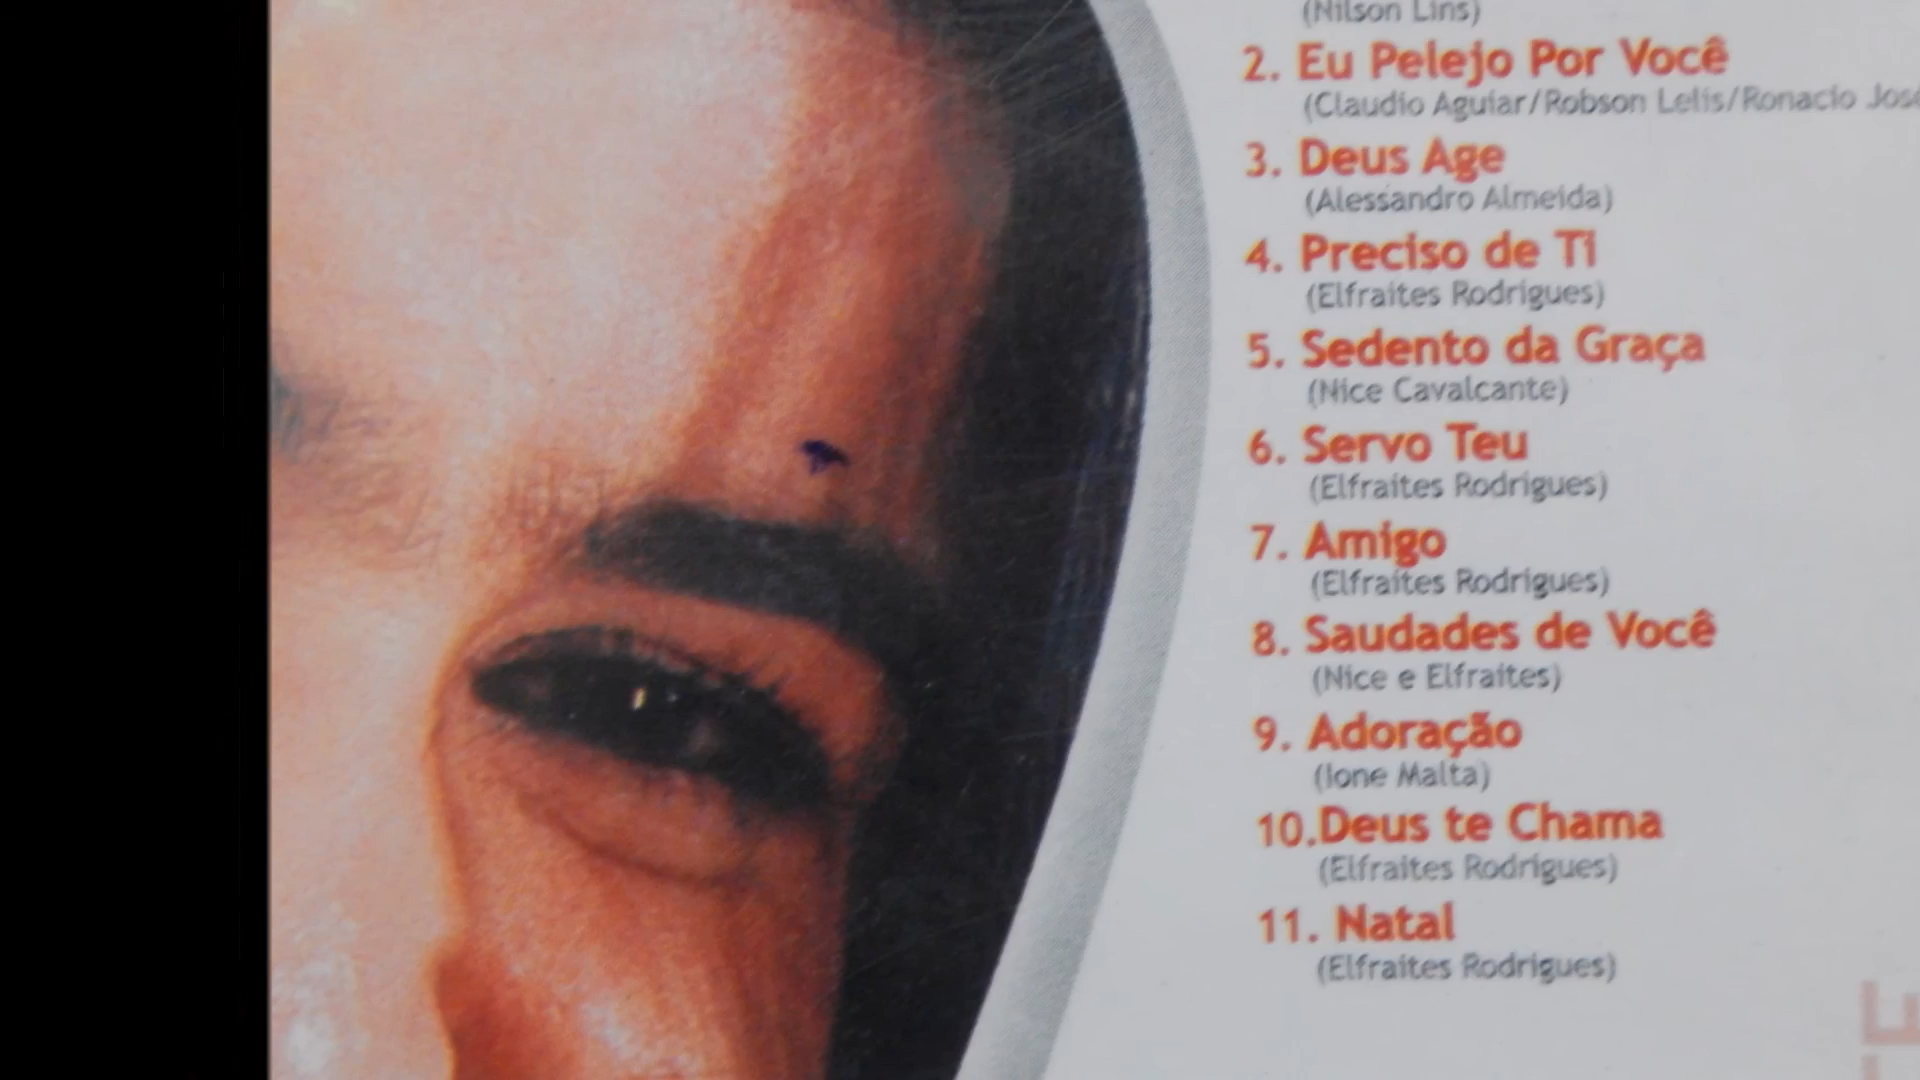 (Nilson Lins)
2. Eu Pelejo Por Você
(Claudio Aguiar/Robson Lelis/Ronacio José
3. Deus Age
(Alessandro Almeida)
4. Preciso de Ti
(Elfraites Rodrigues)
5. Sedento da Graça
(Nice Cavalcante)
6. Servo Teu
(Elfraites Rodrigues)
7. Amigo
(Elfraites Rodrigues)
8. Saudades de Você
(Nice e Elfraites)
9. Adoração
(Ione Malta)
10.Deus te Chama
(Elfraites Rodrigues)
11. Natal
(Elfraites Rodrigues)